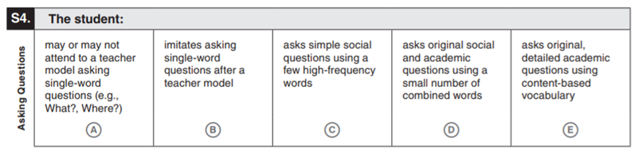 S4. The student:
Asking Questions
may or may not
attend to a teacher
model asking
single-word
questions (e.g.,
What?, Where?)
A
imitates asking
single-word
questions after a
teacher model
B
asks simple social
questions using a
few high-frequency
words
C
asks original social
and academic
questions using a
small number of
combined words
D
asks original,
detailed academic
questions using
content-based
vocabulary
E